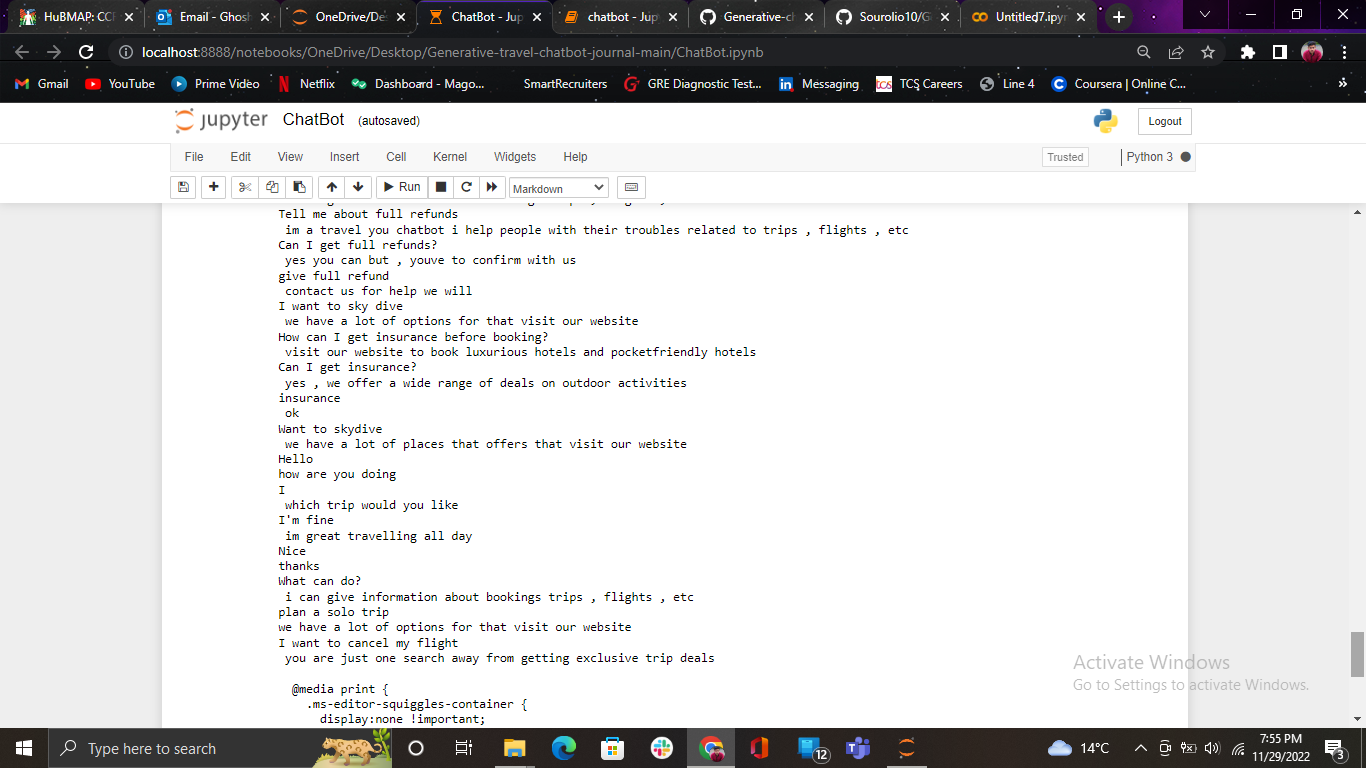 HuBMAP: CCF
Email - Ghosh
OneDrive/De
ChatBot - Jup
chatbot - Jup
Generative-ch
Sourolio10/G
Untitled7.ipyn
localhost:8888/notebooks/OneDrive/Desktop/Generative-travel-chatbot-journal-main/ChatBot.ipynb
Gmail
YouTube
Prime Video
Netflix
Dashboard - Mago...
SmartRecruiters
GRE Diagnostic Test...
Messaging
TCS Careers
Line 4
Coursera | Online C...
jupyter ChatBot (autosaved)
Logout
File Edit View Insert Cell Kernel Widgets Help
Trusted
Python 3
Run
Markdown
Tell me about full refunds
im a travel you chatbot i help people with their troubles related to trips , flights , etc
Can I get full refunds?
yes you can but , youve to confirm with us
give full refund
contact us for help we will
I want to sky dive
we have a lot of options for that visit our website
How can I get insurance before booking?
visit our website to book luxurious hotels and pocketfriendly hotels
Can I get insurance?
yes , we offer a wide range of deals on outdoor activities
insurance
ok
Want to skydive
we have a lot of places that offers that visit our website
Hello
how are you doing
I
which trip would you like
I'm fine
im great travelling all day
Nice
thanks
What can do?
i can give information about bookings trips , flights , etc
plan a solo trip
we have a lot of options for that visit our website
I want to cancel my flight
you are just one search away from getting exclusive trip deals
@media print {
.ms-editor-squiggles-container {
display:none !important;
Activate Windows
Go to Settings to activate Windows.
Type here to search
12
14°C
7:55 PM
11/29/2022
3